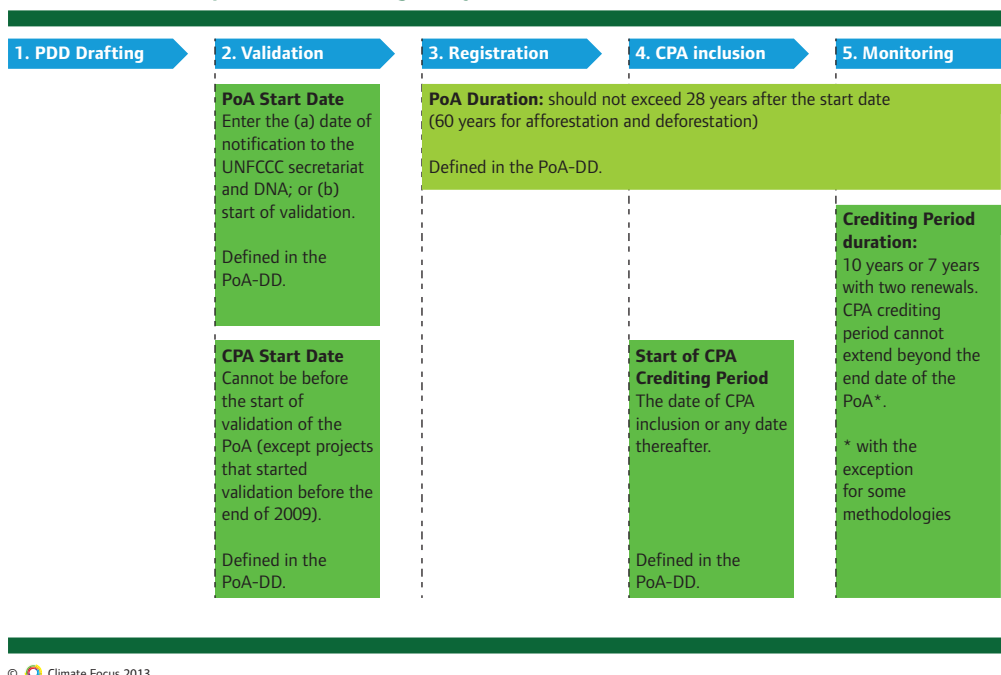 1. PDD Drafting
2. Validation
3. Registration
4. CPA inclusion
5. Monitoring
PoA Start Date
Enter the (a) date of
notification to the
UNFCCC secretariat
and DNA; or (b)
start of validation.
Defined in the
PoA-DD.
PoA Duration: should not exceed 28 years after the start date
(60 years for afforestation and deforestation)
Defined in the PoA-DD.
CPA Start Date
Cannot be before
the start of
validation of the
PoA (except projects
that started
validation before the
end of 2009).
Defined in the
PoA-DD.
Start of CPA
Crediting Period
The date of CPA
inclusion or any date
thereafter.
Defined in the
PoA-DD.
Crediting Period
duration:
10 years or 7 years
with two renewals.
CPA crediting
period cannot
extend beyond the
end date of the
PoA*.
* with the
exception
for some
methodologies
© Climate Focus 2013